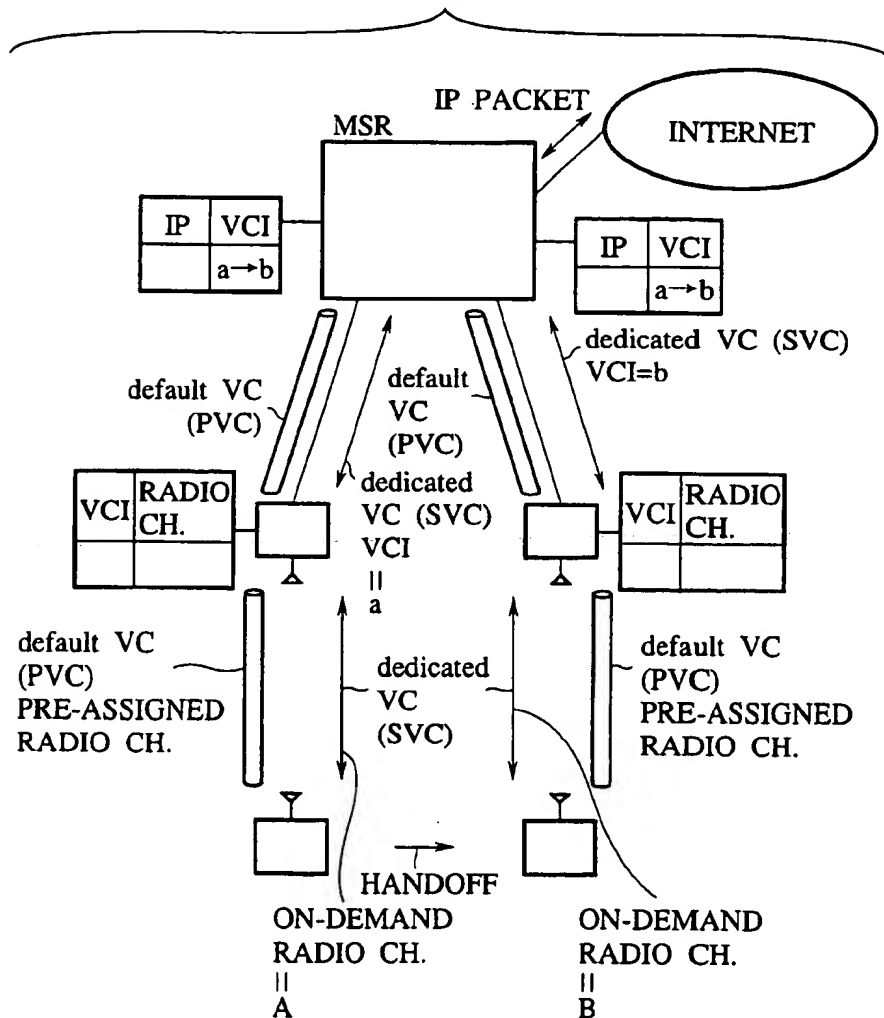 IP PACKET
INTERNET
MSR
IP VCI
a→b
IP VCI
a→b
dedicated VC (SVC)
VCI=b
default VC
(PVC)
default
VC
(PVC)
dedicated
VC (SVC)
VCI
=
a
VCI RADIO
CH.
VCI RADIO
CH.
default VC
(PVC)
PRE-ASSIGNED
RADIO CH.
dedicated
VC
(SVC)
default VC
(PVC)
PRE-ASSIGNED
RADIO CH.
HANDOFF
ON-DEMAND
RADIO CH.
=
A
ON-DEMAND
RADIO CH.
=
B